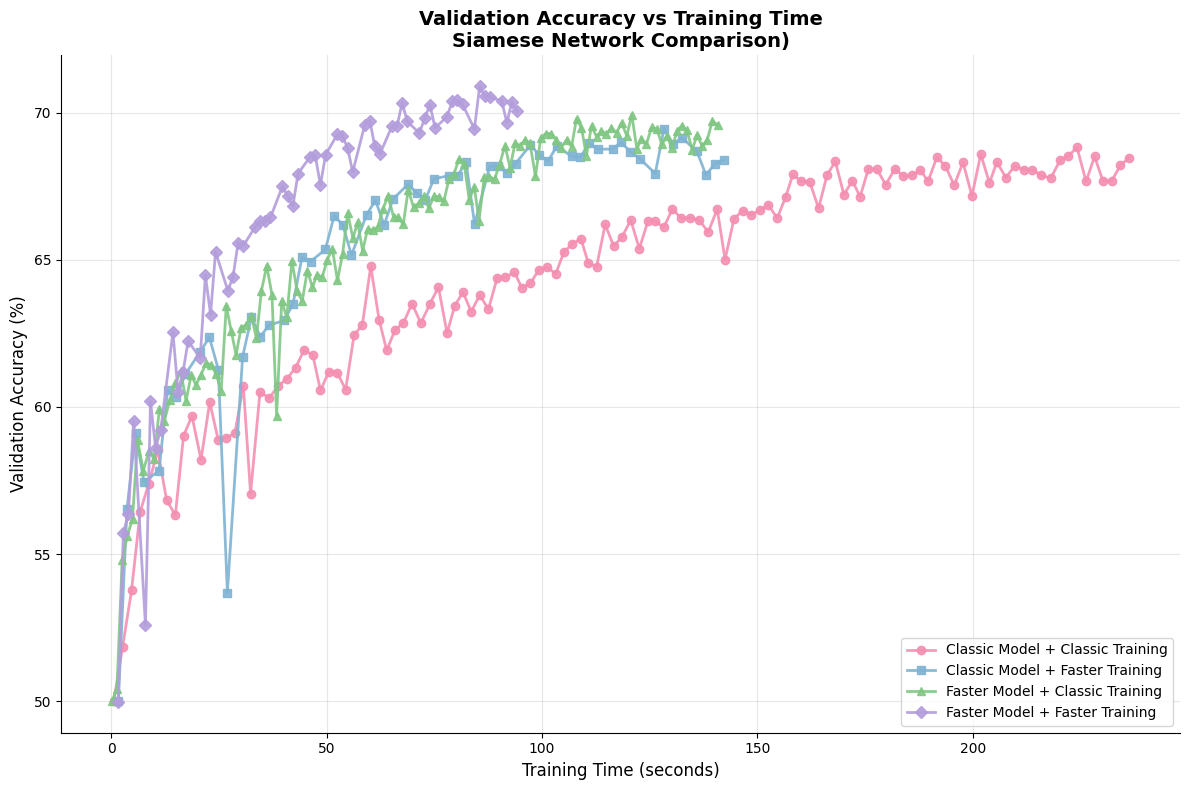 Validation Accuracy vs Training Time
Siamese Network Comparison)
Validation Accuracy (%)
70
65
60
55
50
0
50
100
150
200
Training Time (seconds)
Classic Model + Classic Training
Classic Model + Faster Training
Faster Model + Classic Training
Faster Model + Faster Training